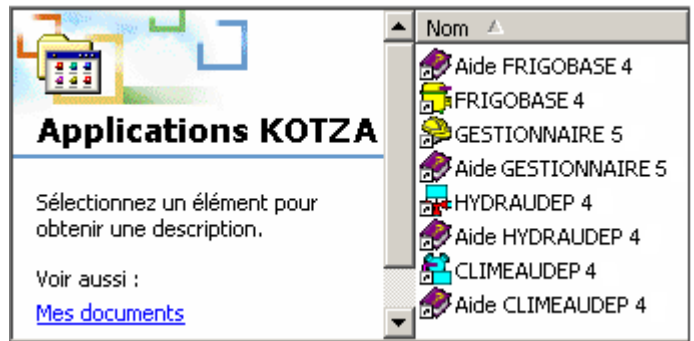 Applications KOTZA
Sélectionnez un élément pour
obtenir une description.
Voir aussi :
Mes documents
Nom
Aide FRIGOBASE 4
FRIGOBASE 4
GESTIONNAIRE 5
Aide GESTIONNAIRE 5
HYDRAUDEP 4
Aide HYDRAUDEP 4
CLIMEAUDEP 4
Aide CLIMEAUDEP 4